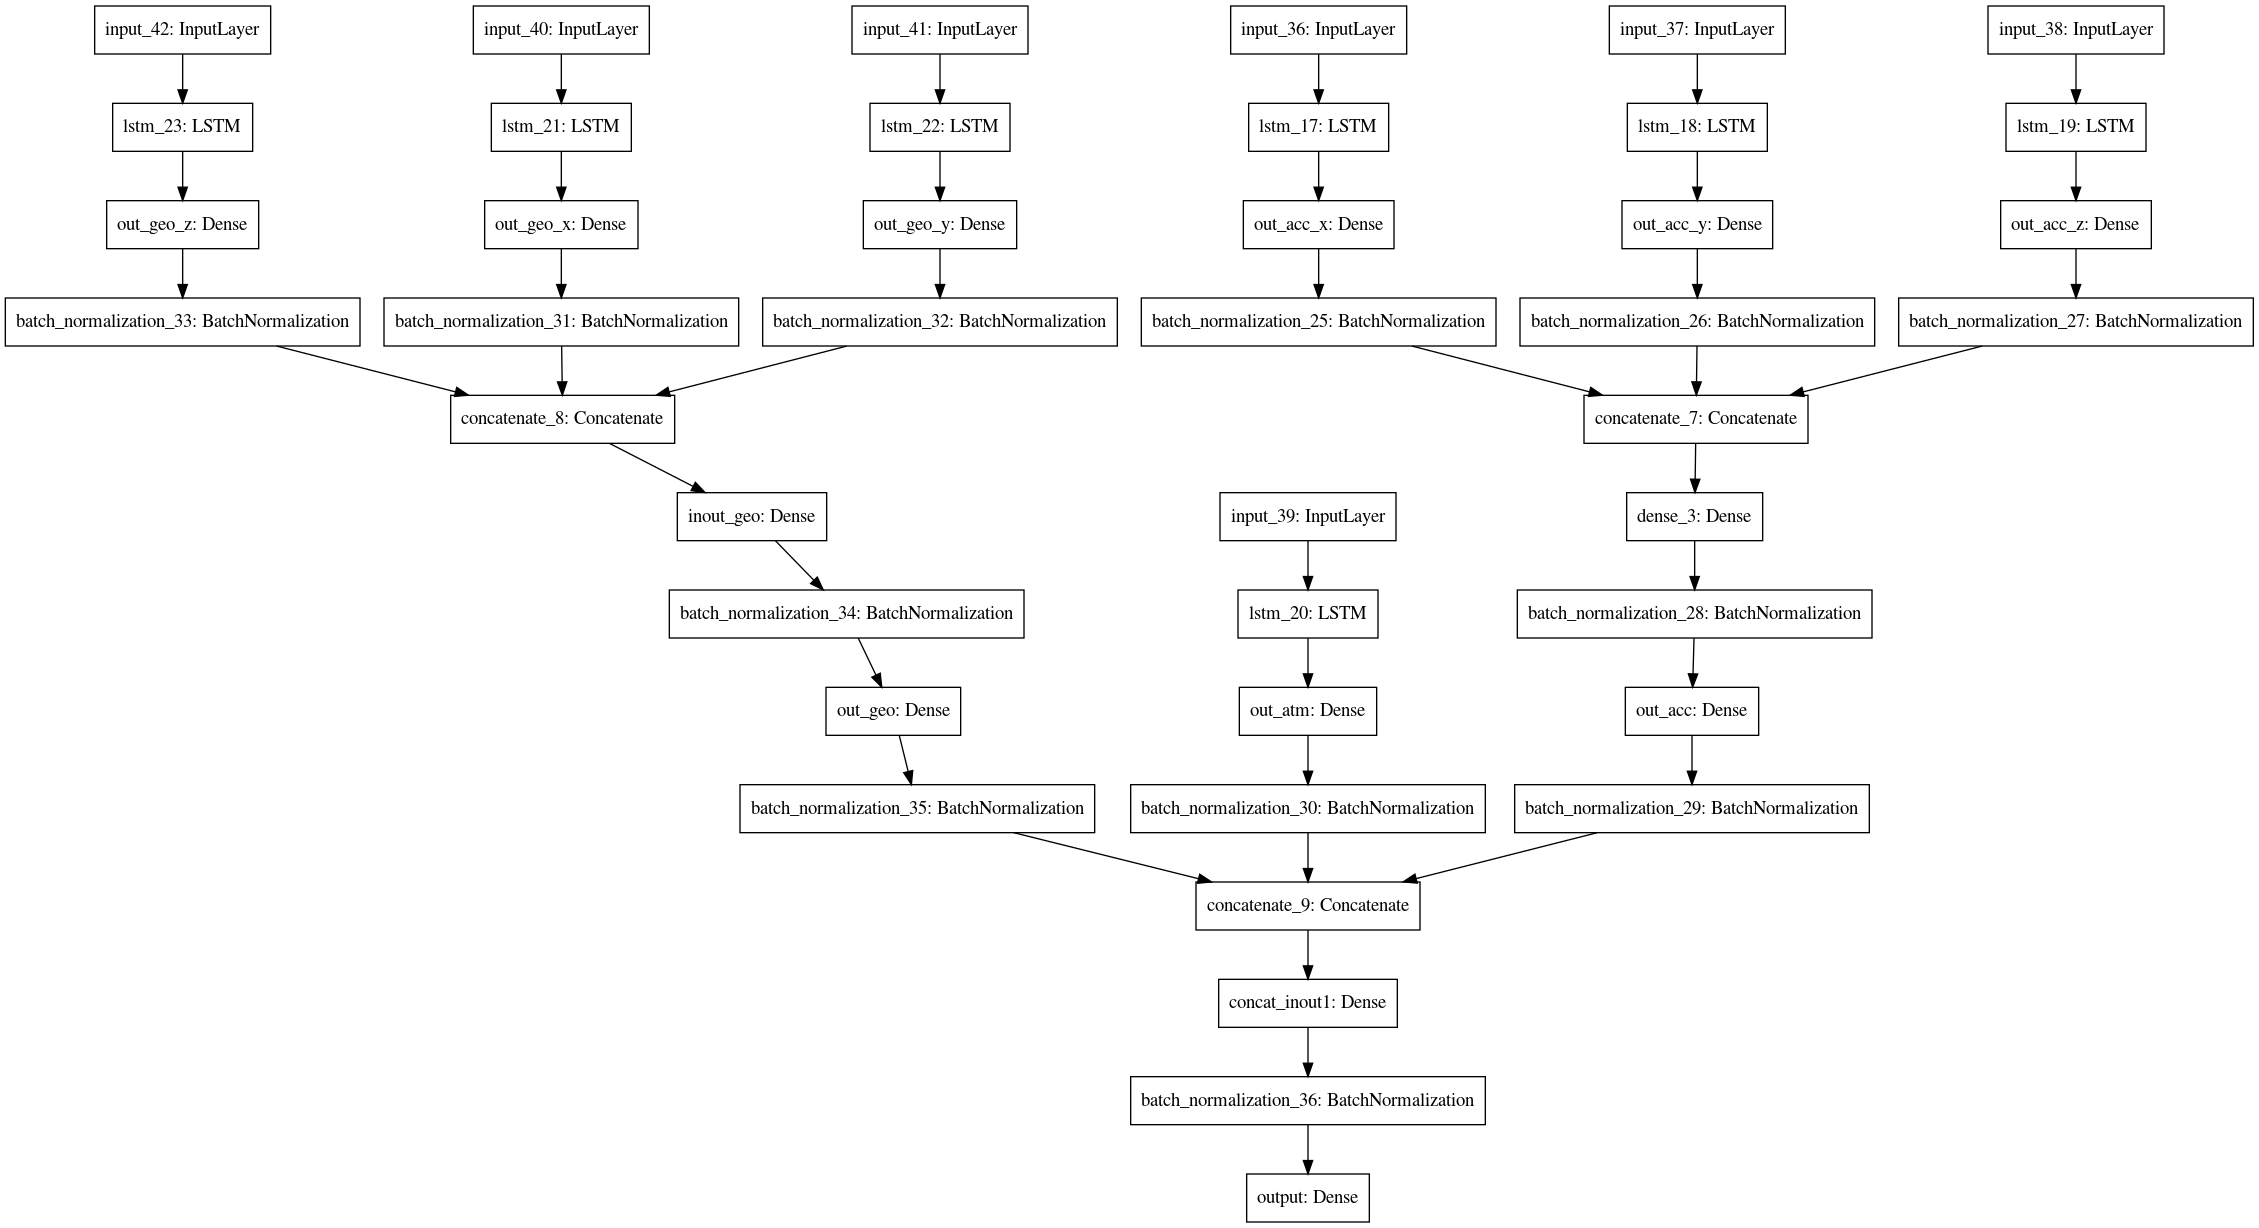 input_42: InputLayer
input_40: InputLayer
input_41: InputLayer
input_36: InputLayer
input_37: InputLayer
input_38: InputLayer
lstm_23: LSTM
lstm_21: LSTM
lstm_22: LSTM
lstm_17: LSTM
lstm_18: LSTM
lstm_19: LSTM
out_geo_z: Dense
out_geo_x: Dense
out_geo_y: Dense
out_acc_x: Dense
out_acc_y: Dense
out_acc_z: Dense
batch_normalization_33: BatchNormalization
batch_normalization_31: BatchNormalization
batch_normalization_32: BatchNormalization
batch_normalization_25: BatchNormalization
batch_normalization_26: BatchNormalization
batch_normalization_27: BatchNormalization
concatenate_8: Concatenate
concatenate_7: Concatenate
inout_geo: Dense
input_39: InputLayer
dense_3: Dense
batch_normalization_34: BatchNormalization
lstm_20: LSTM
batch_normalization_28: BatchNormalization
out_geo: Dense
out_atm: Dense
out_acc: Dense
batch_normalization_35: BatchNormalization
batch_normalization_30: BatchNormalization
batch_normalization_29: BatchNormalization
concatenate_9: Concatenate
concat_inout1: Dense
batch_normalization_36: BatchNormalization
output: Dense